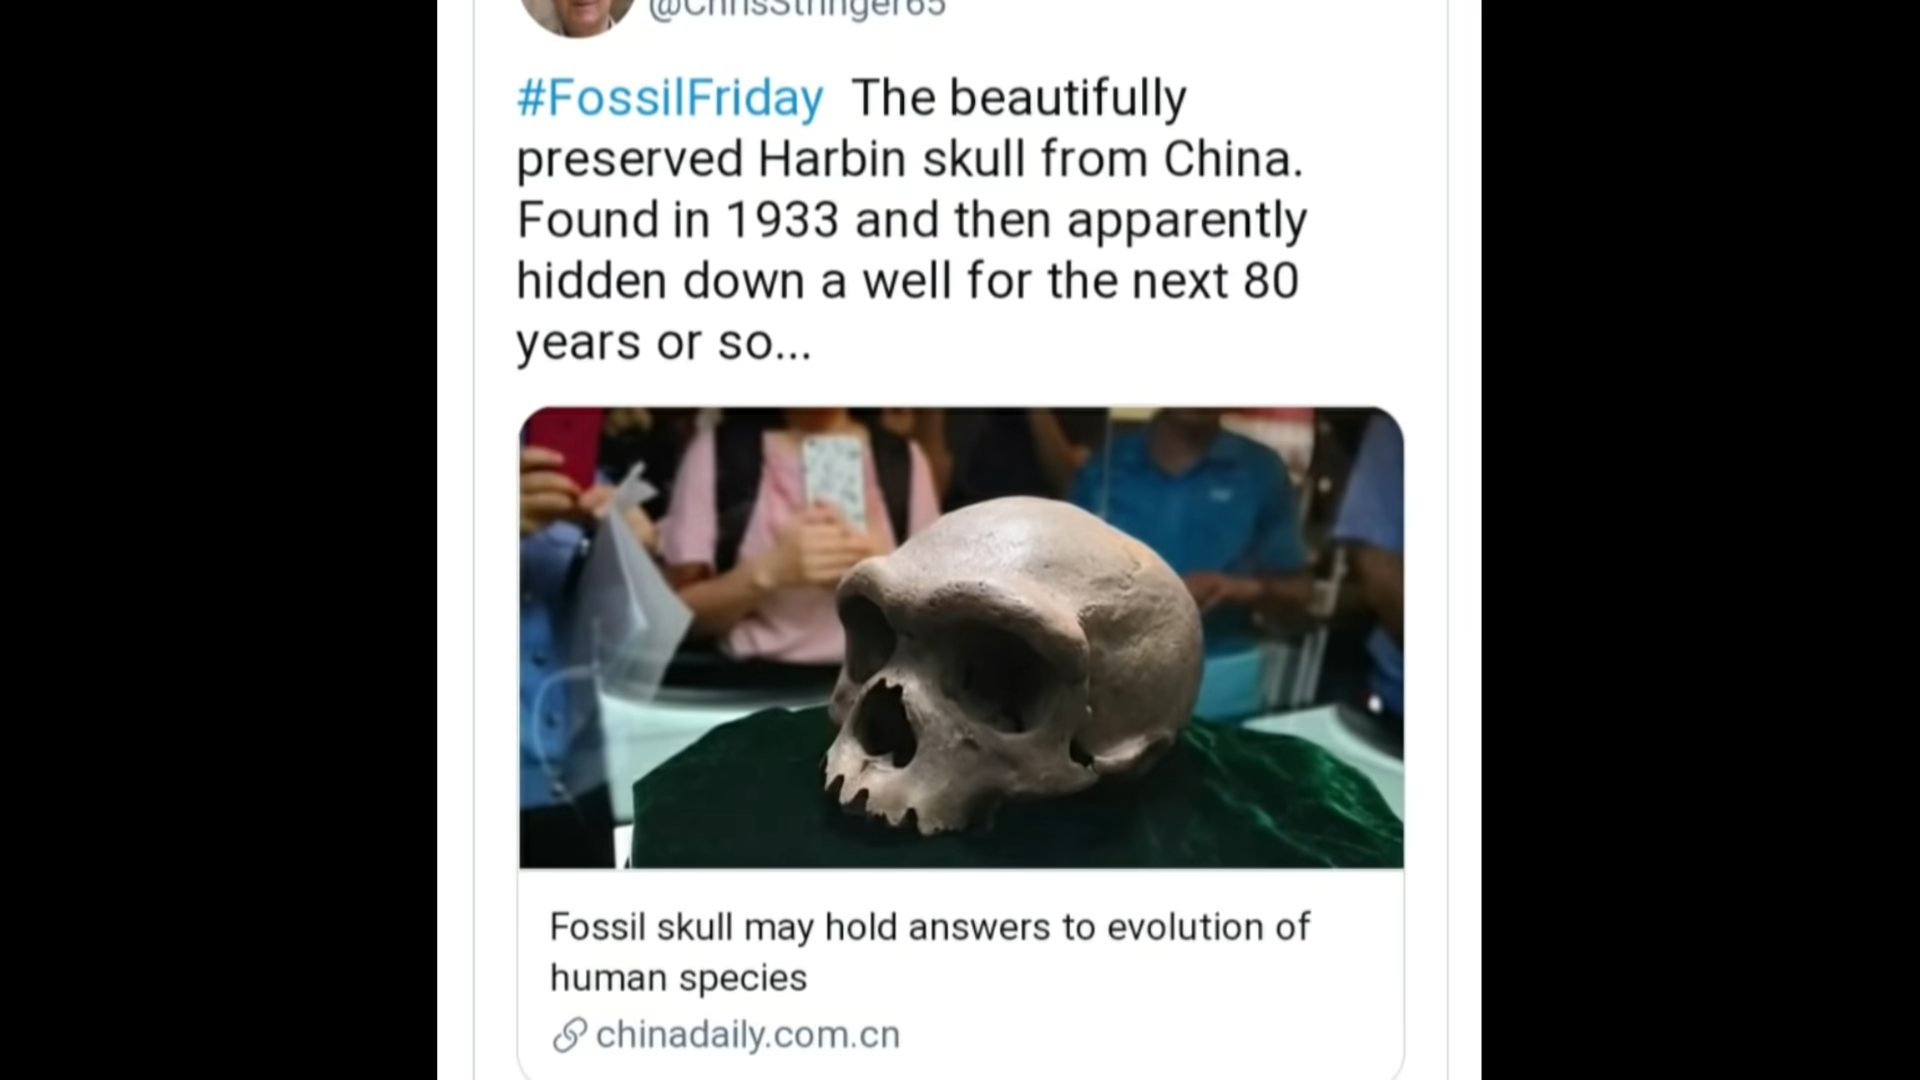 @ChrisStringer65
#FossilFriday The beautifully
preserved Harbin skull from China.
Found in 1933 and then apparently
hidden down a well for the next 80
years or so...
Fossil skull may hold answers to evolution of
human species
chinadaily.com.cn